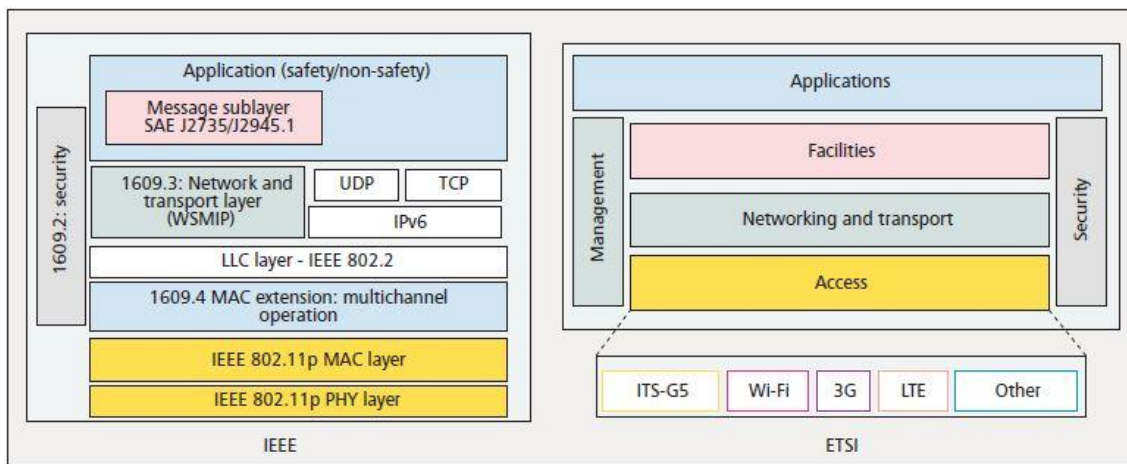 Application (safety/non-safety)
Message sublayer
SAE J2735/J2945.1
1609.2: security
1609.3: Network and
transport layer
(WSMIP)
UDP
TCP
IPv6
LLC layer - IEEE 802.2
1609.4 MAC extension: multichannel
operation
IEEE 802.11p MAC layer
IEEE 802.11p PHY layer
IEEE
Applications
Management
Facilities
Networking and transport
Access
Security
ITS-G5
Wi-Fi
3G
LTE
Other
ETSI